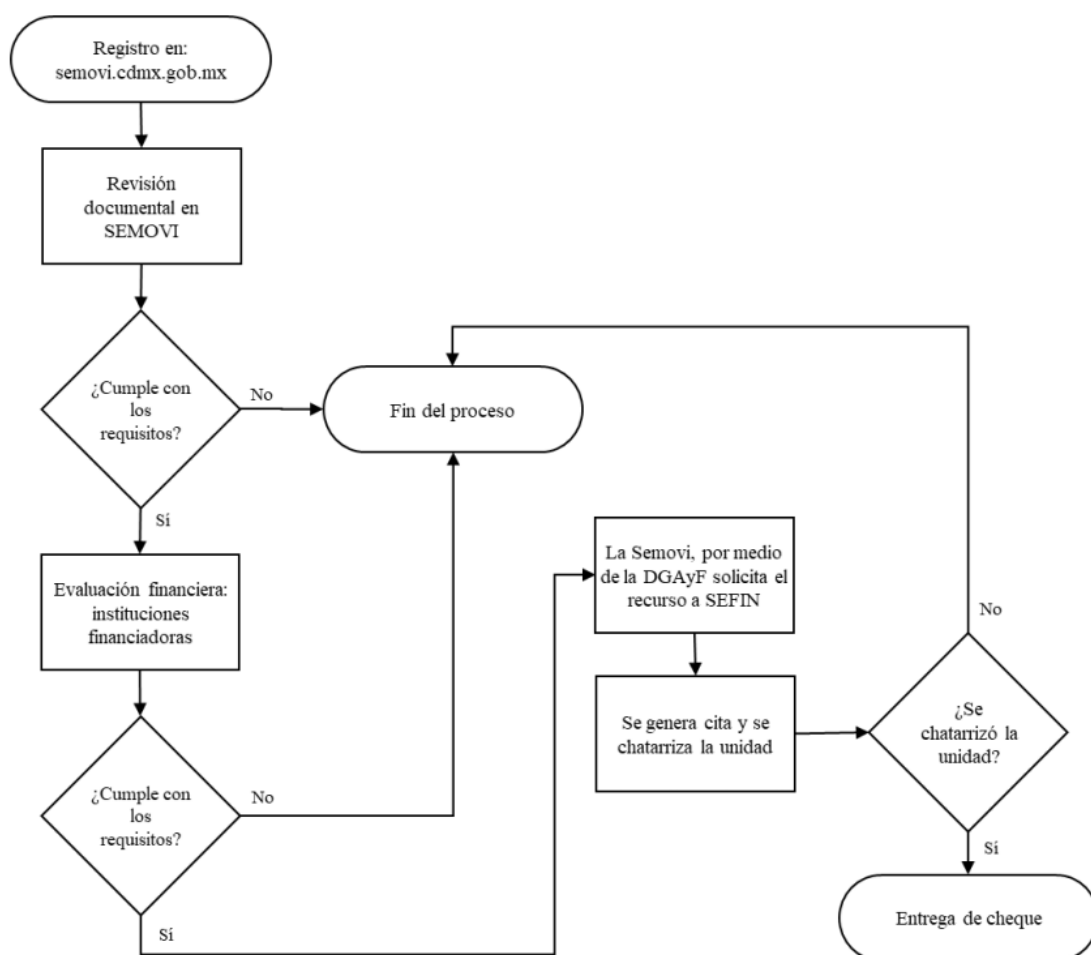 Registro en:
semovi.cdmx.gob.mx
Revisión
documental en
SEMOVI
¿Cumple con
los
requisitos?
No
Fin del proceso
Sí
Evaluación financiera:
instituciones
financiadoras
¿Cumple con
los
requisitos?
No
Sí
La Semovi, por medio
de la DGAyF solicita el
recurso a SEFIN
Se genera cita y se
chatarriza la unidad
¿Se
chatarrizó la
unidad?
No
Sí
Entrega de cheque